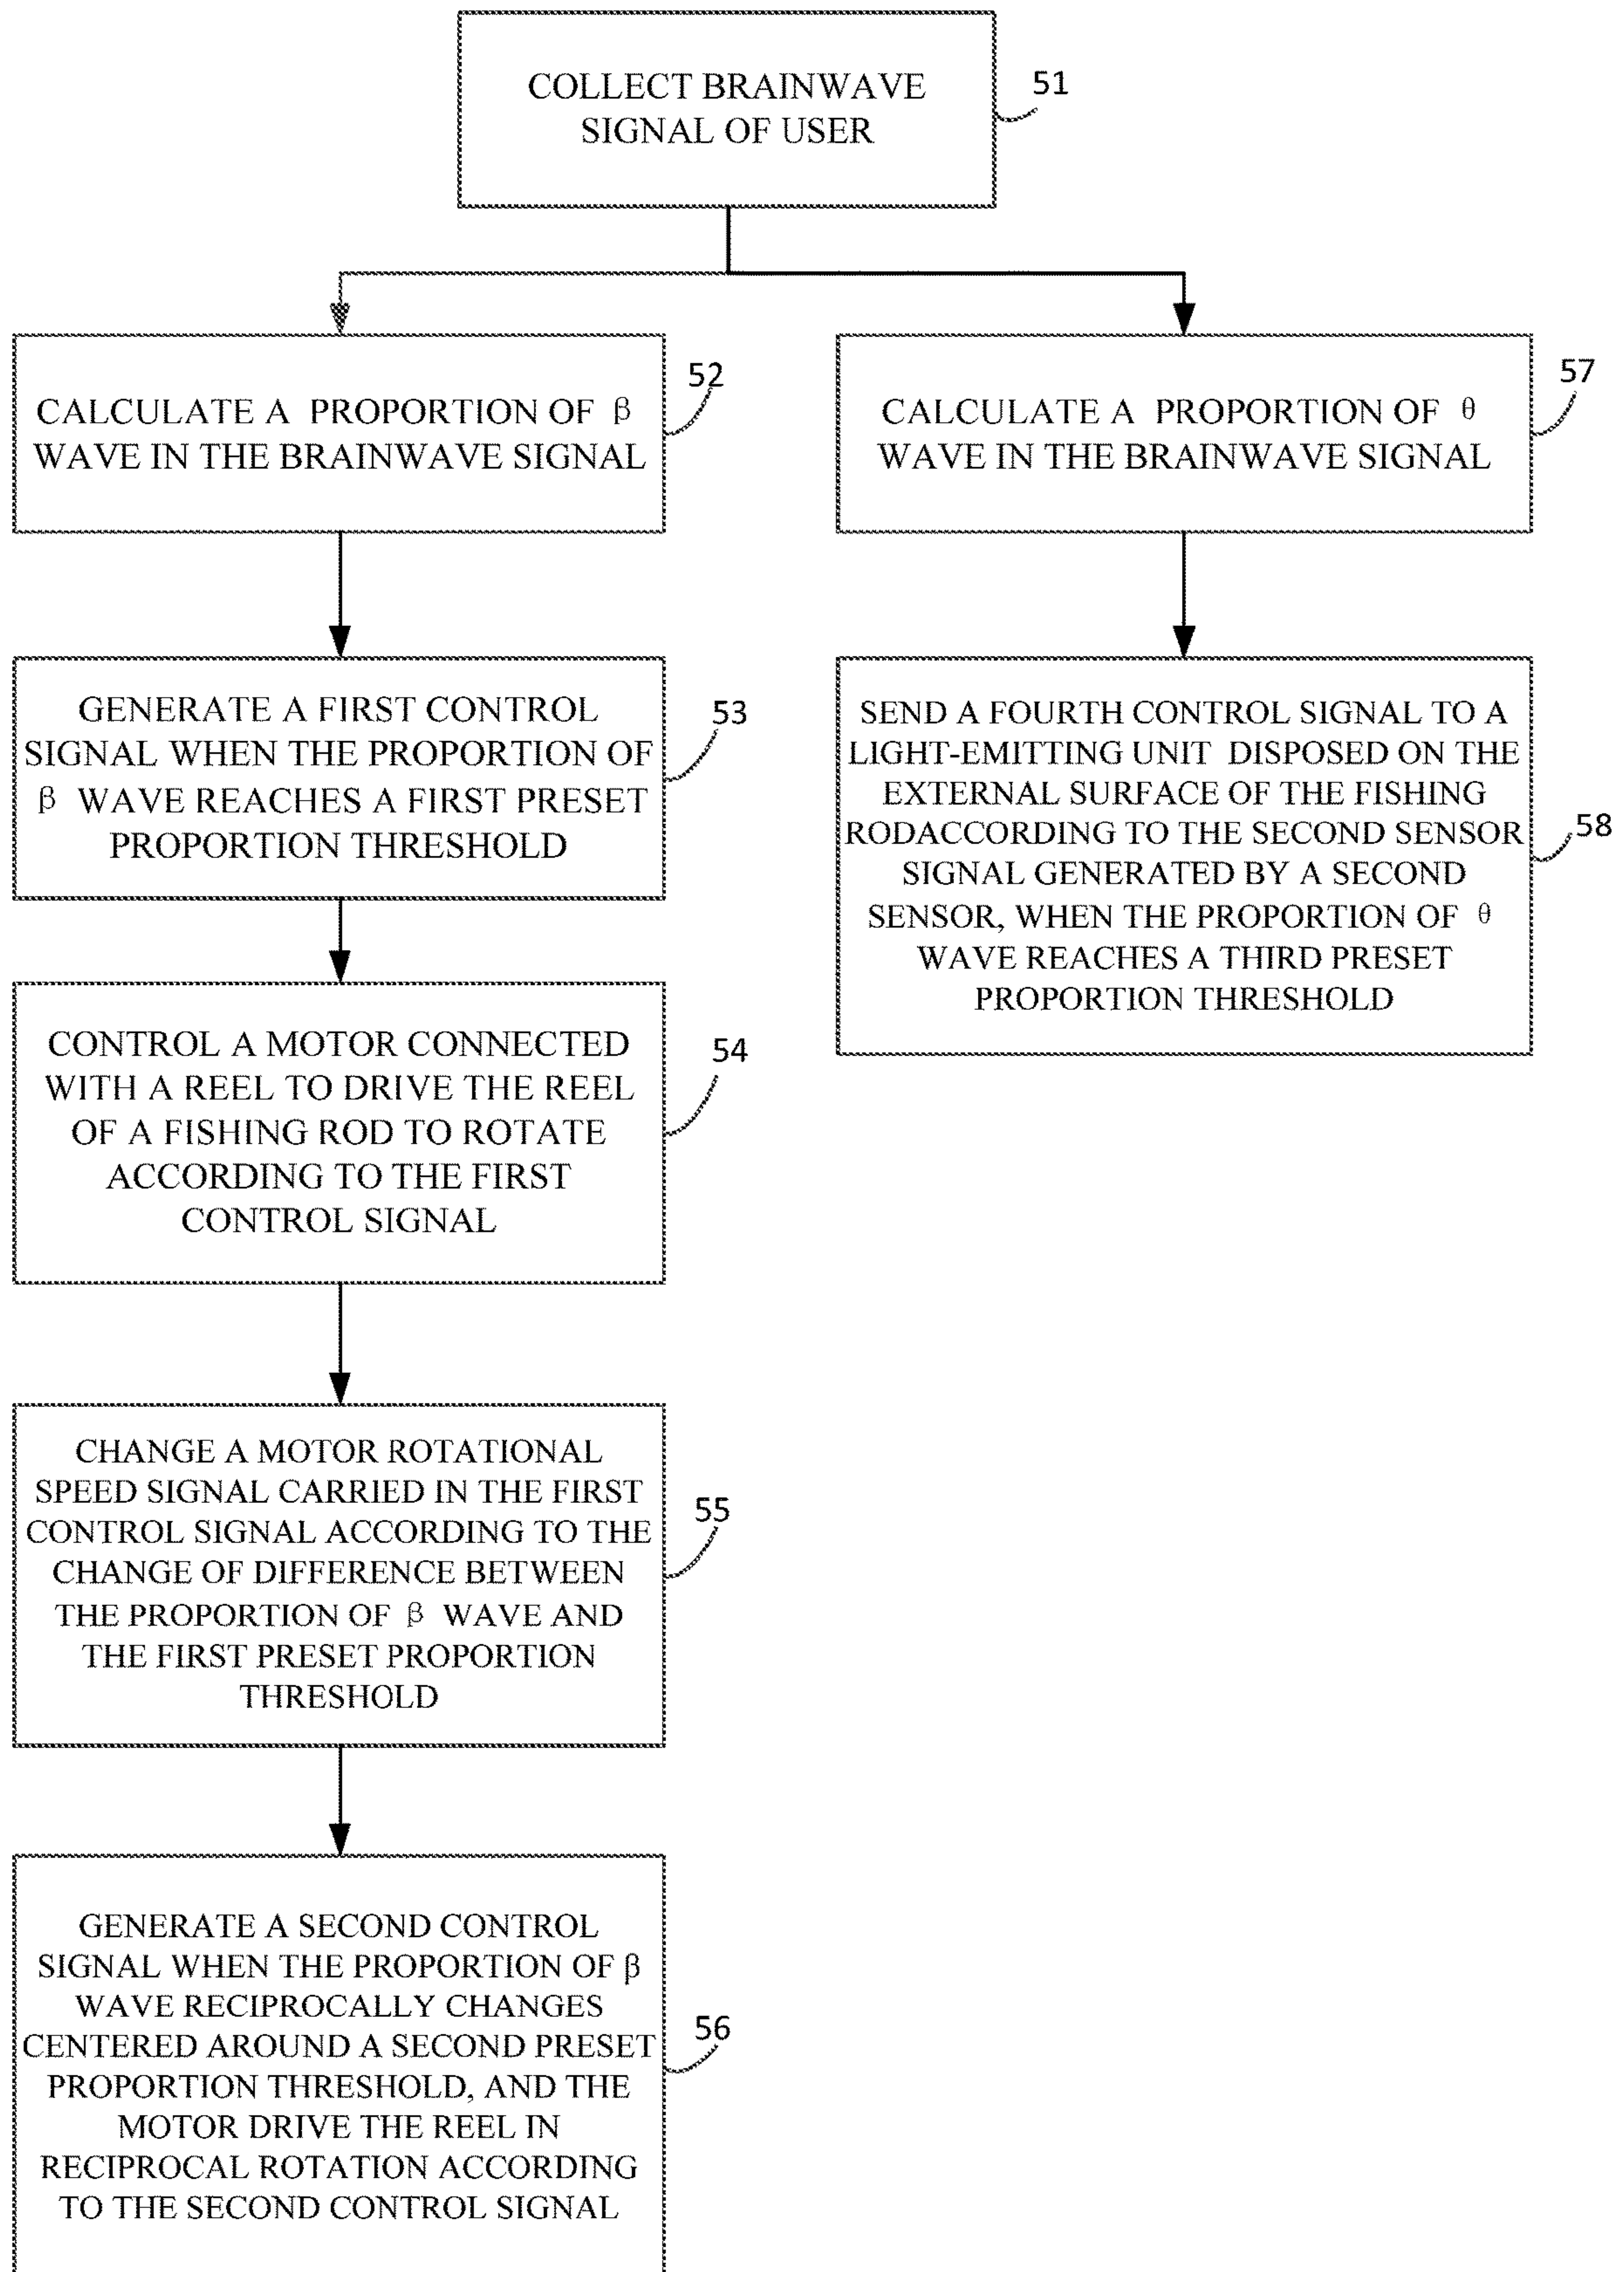 COLLECT BRAINWAVE
SIGNAL OF USER
51
CALCULATE A PROPORTION OF β
WAVE IN THE BRAINWAVE SIGNAL
52
CALCULATE A PROPORTION OF θ
WAVE IN THE BRAINWAVE SIGNAL
57
GENERATE A FIRST CONTROL
SIGNAL WHEN THE PROPORTION OF
β WAVE REACHES A FIRST PRESET
PROPORTION THRESHOLD
53
SEND A FOURTH CONTROL SIGNAL TO A
LIGHT-EMITTING UNIT DISPOSED ON THE
EXTERNAL SURFACE OF THE FISHING
RODACCORDING TO THE SECOND SENSOR
SIGNAL GENERATED BY A SECOND
SENSOR, WHEN THE PROPORTION OF θ
WAVE REACHES A THIRD PRESET
PROPORTION THRESHOLD
58
CONTROL A MOTOR CONNECTED
WITH A REEL TO DRIVE THE REEL
OF A FISHING ROD TO ROTATE
ACCORDING TO THE FIRST
CONTROL SIGNAL
54
CHANGE A MOTOR ROTATIONAL
SPEED SIGNAL CARRIED IN THE FIRST
CONTROL SIGNAL ACCORDING TO THE
CHANGE OF DIFFERENCE BETWEEN
THE PROPORTION OF β WAVE AND
THE FIRST PRESET PROPORTION
THRESHOLD
55
GENERATE A SECOND CONTROL
SIGNAL WHEN THE PROPORTION OF β
WAVE RECIPROCALLY CHANGES
CENTERED AROUND A SECOND PRESET
PROPORTION THRESHOLD, AND THE
MOTOR DRIVE THE REEL IN
RECIPROCAL ROTATION ACCORDING
TO THE SECOND CONTROL SIGNAL
56